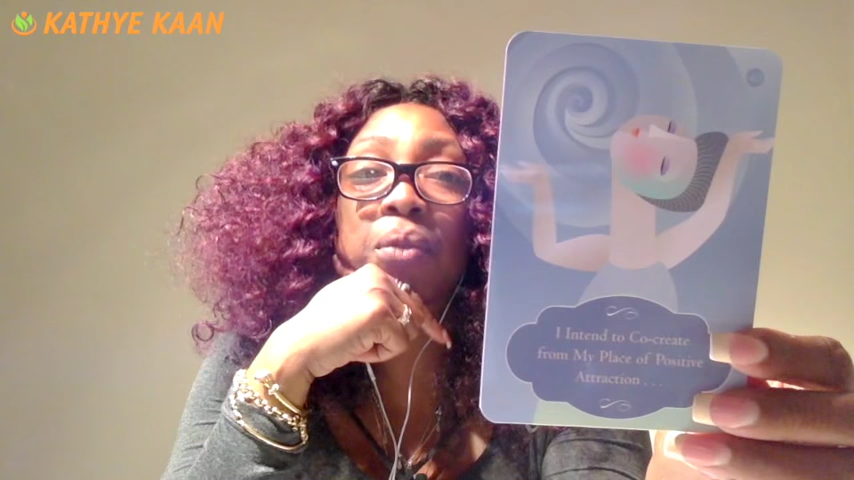 KATHYE KAAN
I Intend to Co-create
from My Place of Positive
Attraction . . .